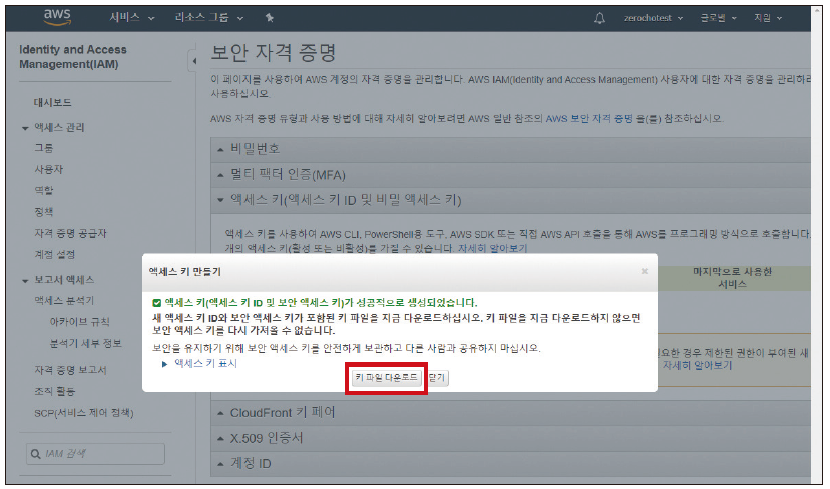 aws 서비스 리소스 그룹 zerochotest 글로벌 지원
Identity and Access
Management(IAM)
대시보드
액세스 관리
그룹
사용자
역할
정책
자격 증명 공급자
계정 설정
보고서 액세스
액세스 분석기
아카이브 규칙
분석기 세부 정보
자격 증명 보고서
조직 활동
SCP(서비스 제어 정책)
IAM 검색
보안 자격 증명
이 페이지를 사용하여 AWS 계정의 자격 증명을 관리합니다. AWS IAM(Identity and Access Management) 사용자에 대한 자격 증명을 관리하려
사용하십시오.
AWS 자격 증명 유형과 사용 방법에 대해 자세히 알아보려면 AWS 일반 참조의 AWS 보안 자격 증명 을(를) 참조하십시오.
비밀번호
멀티 팩터 인증(MFA)
액세스 키(액세스 키 ID 및 비밀 액세스 키)
액세스 키를 사용하여 AWS CLI, PowerShell용 도구, AWS SDK 또는 직접 AWS API 호출을 통해 AWS를 프로그래밍 방식으로 호출합니다.
개의 액세스 키(활성 또는 비활성)를 가질 수 있습니다. 자세히 알아보기
마지막으로 사용한
서비스
액세스 키 만들기
액세스 키(액세스 키 ID 및 보안 액세스 키)가 성공적으로 생성되었습니다.
새 액세스 키 ID와 보안 액세스 키가 포함된 키 파일을 지금 다운로드하십시오. 키 파일을 지금 다운로드하지 않으면
보안 액세스 키를 다시 가져올 수 없습니다.
보안을 유지하기 위해 보안 액세스 키를 안전하게 보관하고 다른 사람과 공유하지 마십시오.
액세스 키 표시
키 파일 다운로드 닫기
요한 경우 제한된 권한이 부여된 새
자세히 알아보기
CloudFront 키 페어
X.509 인증서
계정 ID